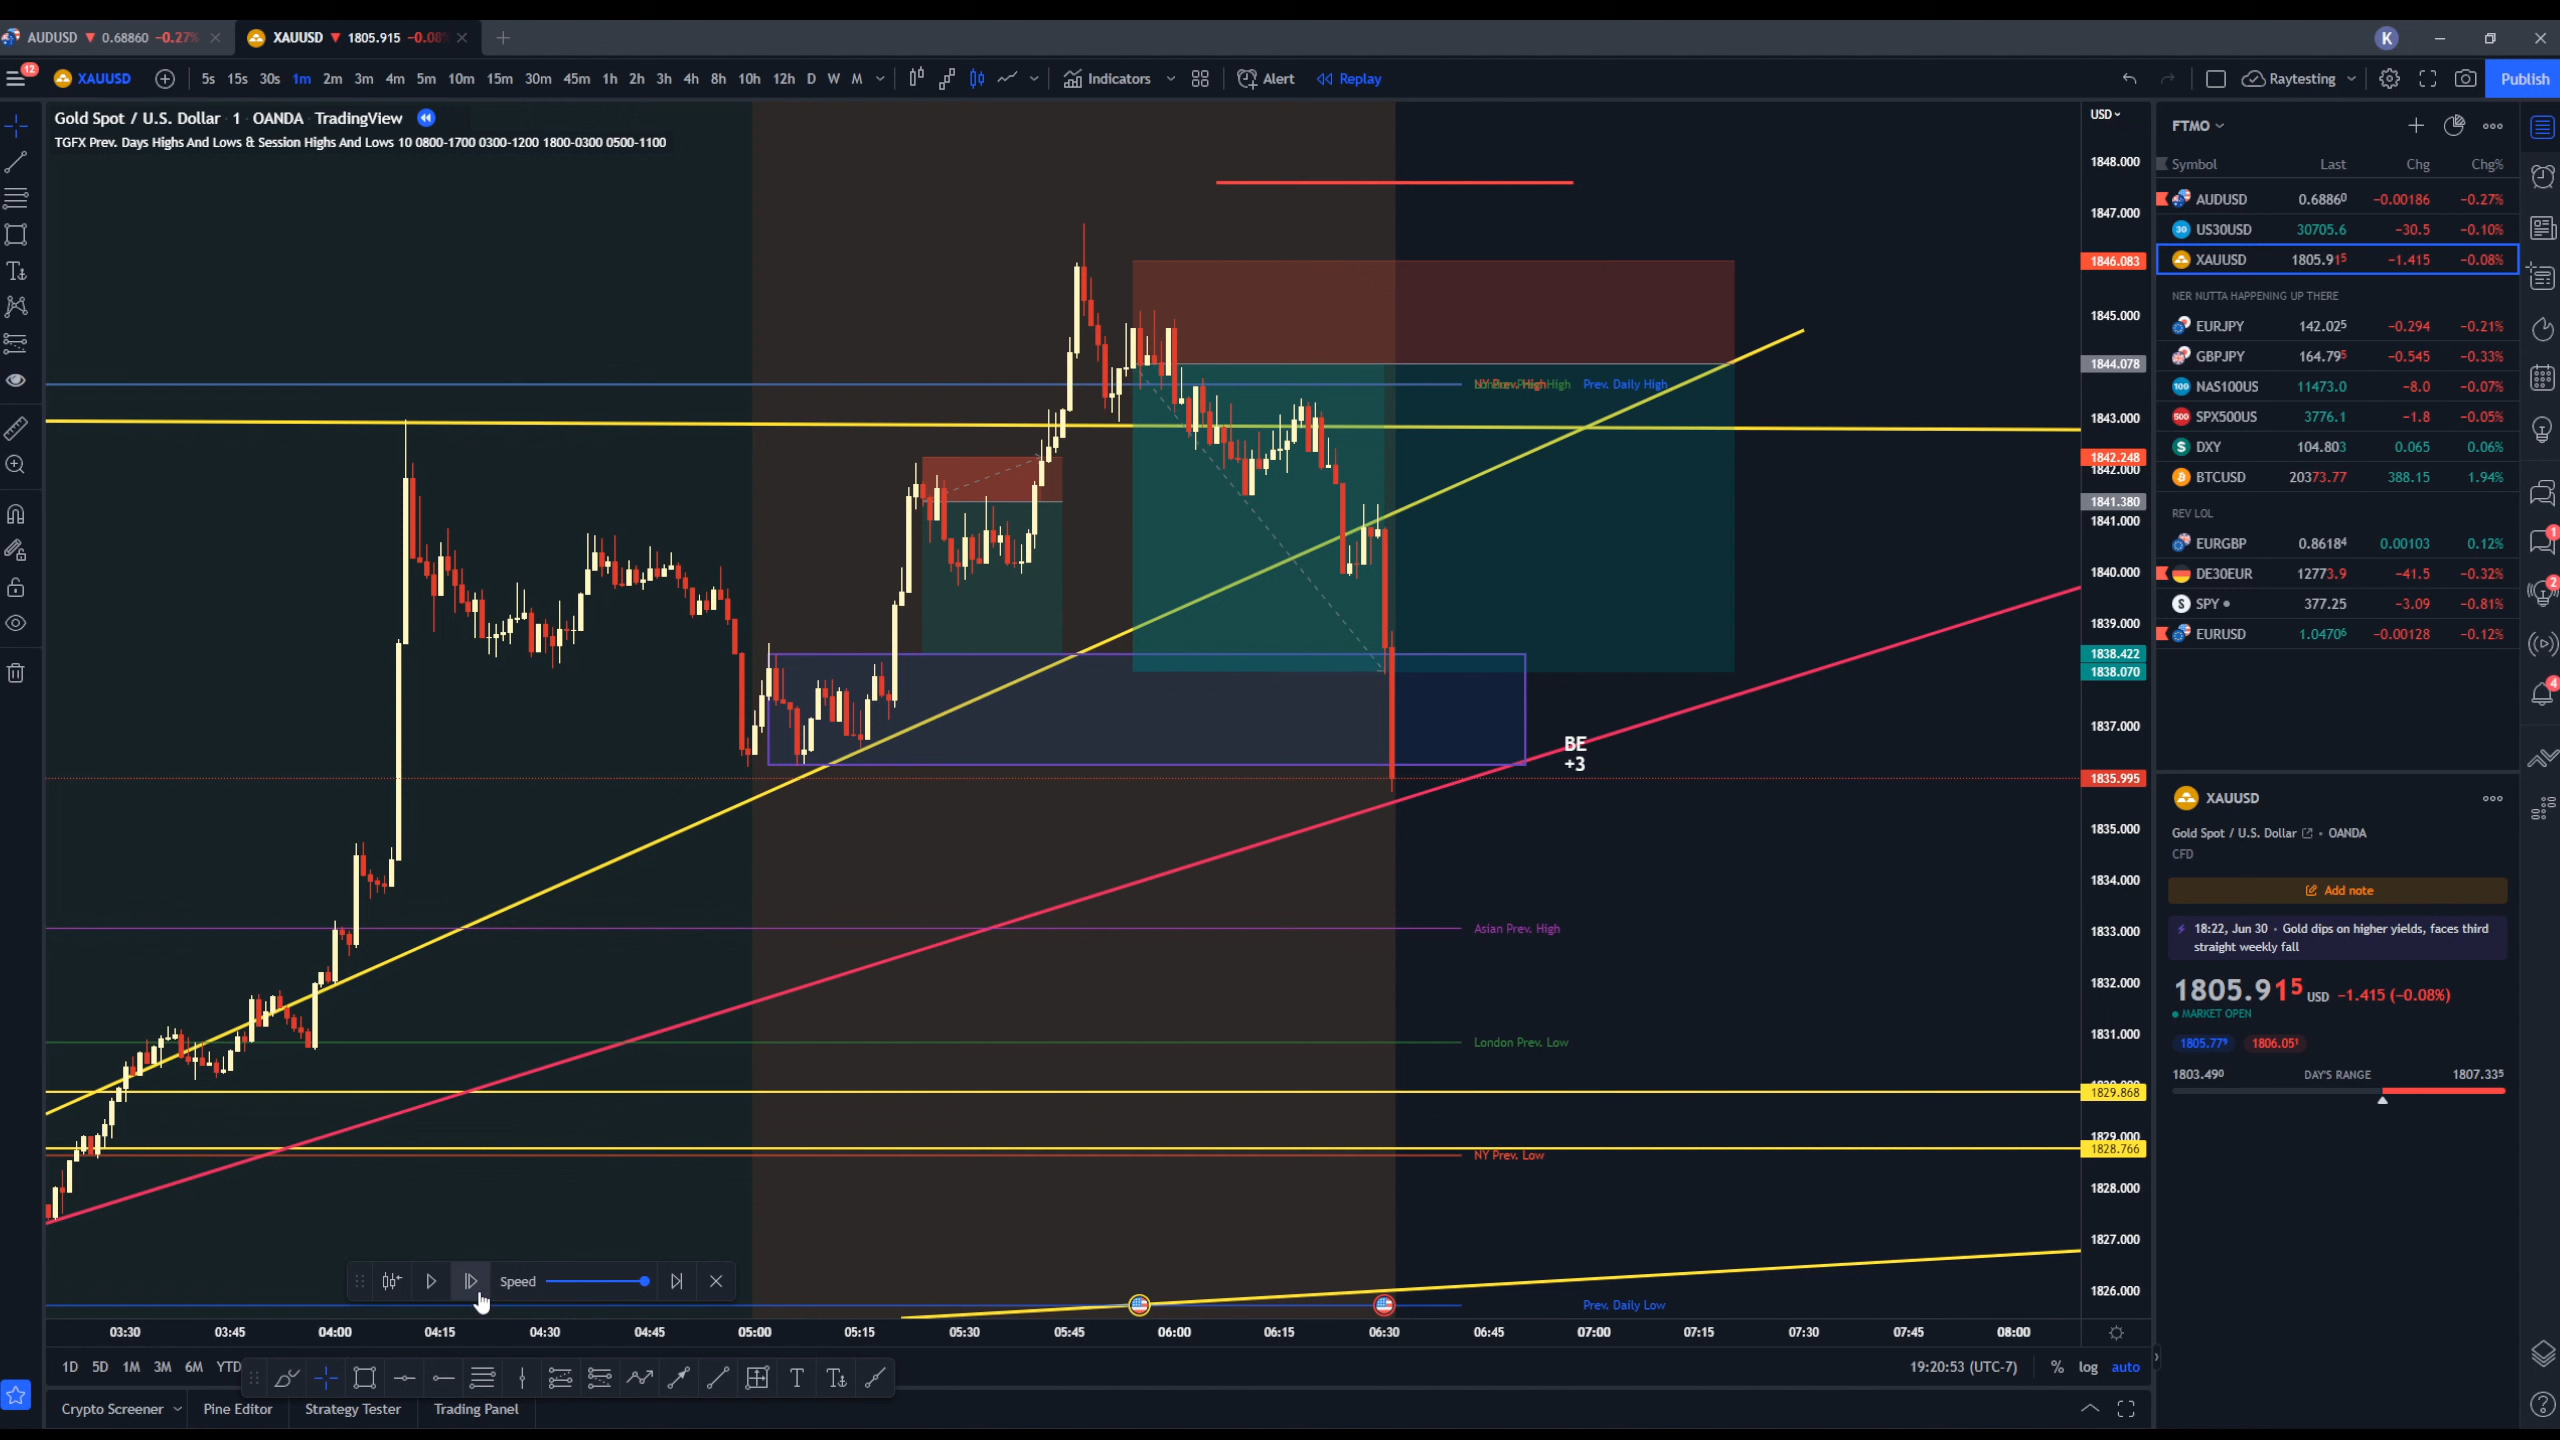 AUDUSD ▼ 0.68860 −0.27%
XAUUSD ▼ 1805.915 −0.08%
K
12
XAUUSD 5s 15s 30s 1m 2m 3m 4m 5m 10m 15m 30m 45m 1h 2h 3h 4h 8h 10h 12h D W M Indicators Alert Replay Raytesting Publish
Gold Spot / U.S. Dollar · 1 · OANDA · TradingView
TGFX Prev. Days Highs And Lows & Session Highs And Lows 10 0800-1700 0300-1200 1800-0300 0500-1100
USD
1848.000
1847.000
1846.083
1845.000
1844.078
1843.000
1842.248
1842.000
1841.380
1841.000
1840.000
1839.000
1838.422
1838.070
1837.000
1835.995
1835.000
1834.000
1833.000
1832.000
1831.000
1829.868
1829.000
1828.766
1828.000
1827.000
1826.000
NY Prev. High
Prev. Daily High
BE
+3
Asian Prev. High
London Prev. Low
NY Prev. Low
Prev. Daily Low
Speed
03:30 03:45 04:00 04:15 04:30 04:45 05:00 05:15 05:30 05:45 06:00 06:15 06:30 06:45 07:00 07:15 07:30 07:45 08:00
1D 5D 1M 3M 6M YTD
19:20:53 (UTC-7) % log auto
Crypto Screener Pine Editor Strategy Tester Trading Panel
FTMO
Symbol Last Chg Chg%
AUDUSD 0.68860 −0.00186 −0.27%
US30USD 30705.6 −30.5 −0.10%
XAUUSD 1805.915 −1.415 −0.08%
NER NUTTA HAPPENING UP THERE
EURJPY 142.025 −0.294 −0.21%
GBPJPY 164.795 −0.545 −0.33%
NAS100US 11473.0 −8.0 −0.07%
SPX500US 3776.1 −1.8 −0.05%
DXY 104.803 0.065 0.06%
BTCUSD 20373.77 388.15 1.94%
REV LOL
EURGBP 0.86184 0.00103 0.12%
DE30EUR 12773.9 −41.5 −0.32%
SPY 377.25 −3.09 −0.81%
EURUSD 1.04706 −0.00128 −0.12%
XAUUSD
Gold Spot / U.S. Dollar • OANDA
CFD
Add note
18:22, Jun 30 • Gold dips on higher yields, faces third
straight weekly fall
1805.915 USD −1.415 (−0.08%)
MARKET OPEN
1805.779 1806.051
1803.490 DAY'S RANGE 1807.335
1
2
4